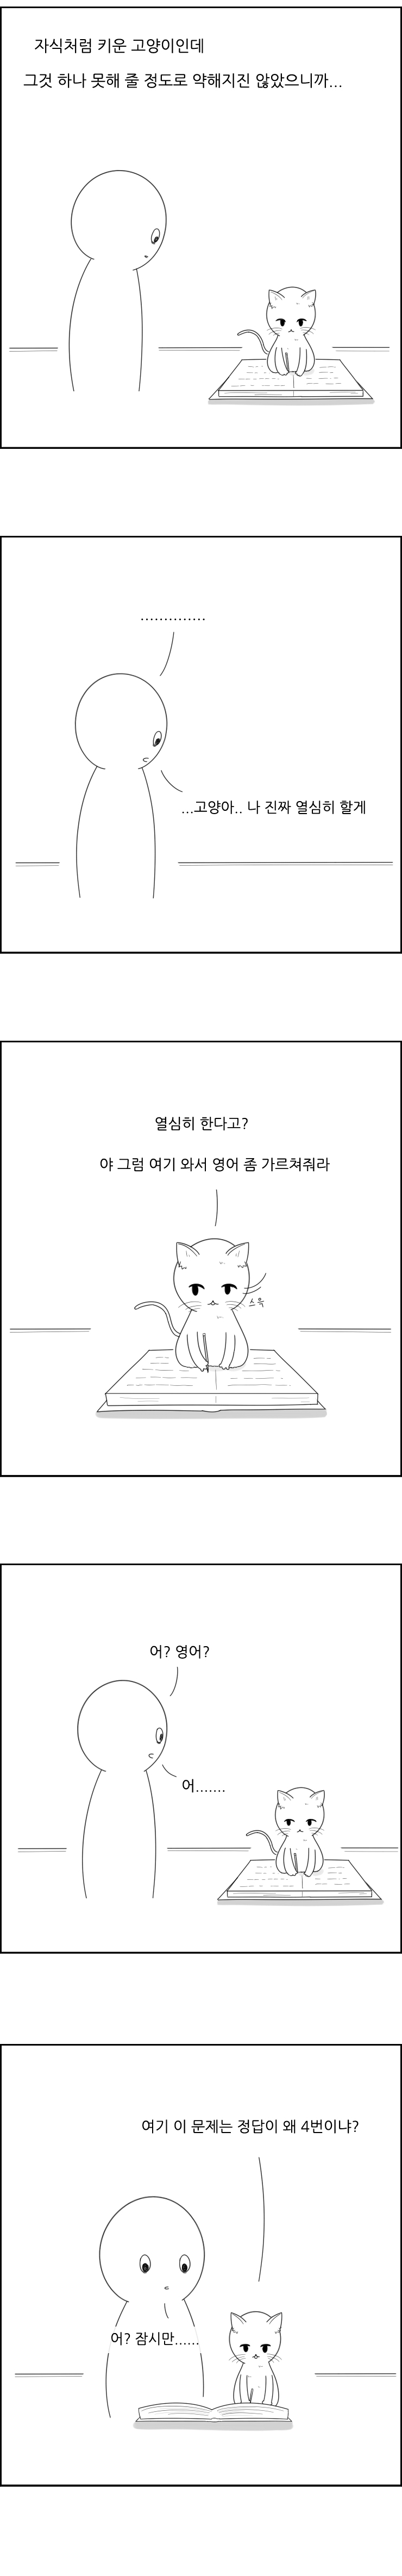 자식처럼 키운 고양이인데
그것 하나 못해 줄 정도로 약해지진 않았으니까...
..............
...고양아.. 나 진짜 열심히 할게
열심히 한다고?
야 그럼 여기 와서 영어 좀 가르쳐줘라
스윽
어? 영어?
어.......
여기 이 문제는 정답이 왜 4번이냐?
어? 잠시만......